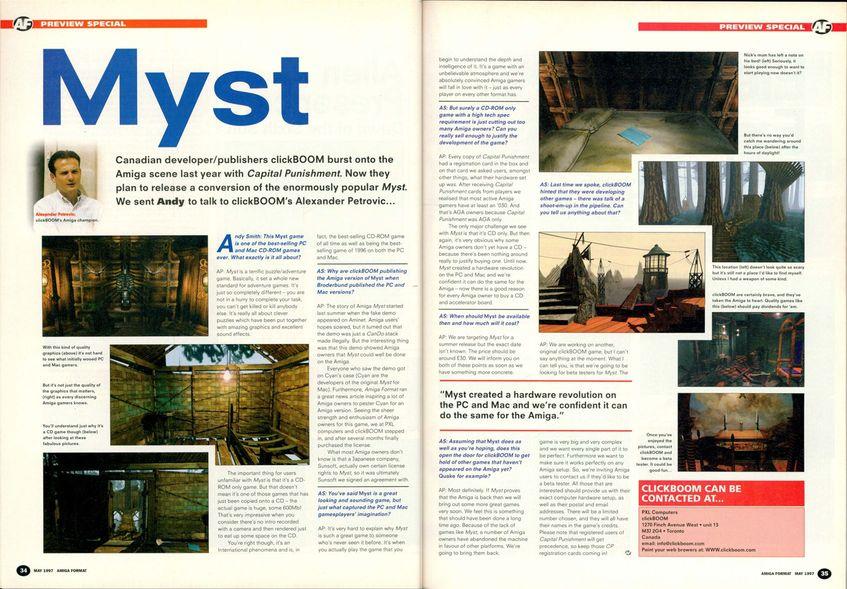 AF PREVIEW SPECIAL
Myst
Canadian developer/publishers clickBOOM burst onto the
Amiga scene last year with Capital Punishment. Now they
plan to release a conversion of the enormously popular Myst.
We sent Andy to talk to clickBOOM's Alexander Petrovic...
Alexander Petrovic:
clickBOOM's Amiga champion.
With this kind of quality
graphics (above) it's not hard
to see what initially wooed PC
and Mac gamers.
But it's not just the quality of
the graphics that matters,
(right) as every discerning
Amiga gamers knows.
You'll understand just why it's
a CD game though (below)
after looking at these
fabulous pictures.
Andy Smith: This Myst game
is one of the best-selling PC
and Mac CD-ROM games
ever. What exactly is it all about?
AP: Myst is a terrific puzzle/adventure
game. Basically, it set a whole new
standard for adventure games. It's
just so completely different – you are
not in a hurry to complete your task,
you can't get killed or kill anybody
else. It's really all about clever
puzzles which have been put together
with amazing graphics and excellent
sound effects.
The important thing for users
unfamiliar with Myst is that it's a CD-
ROM only game. But that doesn't
mean it's one of those games that has
just been copied onto a CD – the
actual game is huge, some 600Mb!
That's very impressive when you
consider there's no intro recorded
with a camera and then rendered just
to eat up some space on the CD.
You're right though, it's an
International phenomena and is, in
fact, the best-selling CD-ROM game
of all time as well as being the best-
selling game of 1996 on both the PC
and Mac.
AS: Why are clickBOOM publishing
the Amiga version of Myst when
Broderbund published the PC and
Mac versions?
AP: The story of Amiga Myst started
last summer when the fake demo
appeared on Aminet. Amiga users'
hopes soared, but it turned out that
the demo was just a CanDo stack
made illegally. But the interesting
thing was that this demo showed Amiga
owners that Myst could well be done
on the Amiga.
Everyone who saw the demo got
on Cyan's case (Cyan are the
developers of the original Myst for
Mac). Furthermore, Amiga Format ran
a great news article inspiring a lot of
Amiga owners to pester Cyan for an
Amiga version. Seeing the sheer
strength and enthusiasm of Amiga
owners for this game, we at PXL
Computers and clickBOOM stepped
in, and after several months finally
purchased the license.
What most Amiga owners don't
know is that a Japanese company,
Sunsoft, actually own certain license
rights to Myst, so it was ultimately
Sunsoft we signed an agreement with.
AS: You've said Myst is a great
looking and sounding game, but
just what captured the PC and Mac
gamesplayers' imagination?
AP: It's very hard to explain why Myst
is such a great game to someone
who's never seen it before. It's when
you actually play the game that you
34 MAY 1997 AMIGA FORMAT
PREVIEW SPECIAL AF
begin to understand the depth and
intelligence of it. It's a game with an
unbelievable atmosphere and we're
absolutely convinced Amiga gamers
will fall in love with it – just as every
player on every other format has.
AS: But surely a CD-ROM only
game with a high tech spec
requirement is just cutting out too
many Amiga owners? Can you
really sell enough to justify the
development of the game?
AP: Every copy of Capital Punishment
had a registration card in the box and
on that card we asked users, amongst
other things, what their hardware set
up was. After receiving Capital
Punishment cards from players we
realised that most active Amiga
gamers have at least an '030. And
that's AGA owners because Capital
Punishment was AGA only.
The only major challenge we see
with Myst is that it's CD only. But then
again, it's very obvious why some
Amiga owners don't yet have a CD –
because there's been nothing around
really to justify buying one. Until now.
Myst created a hardware revolution
on the PC and Mac and we're
confident it can do the same for the
Amiga – now there is a good reason
for every Amiga owner to buy a CD
and accelerator board.
AS: When should Myst be available
then and how much will it cost?
AP: We are targeting Myst for a
summer release but the exact date
isn't known. The price should be
around £30. We will inform you on
both of these points as soon as we
have something more concrete.
"Myst created a hardware revolution on
the PC and Mac and we're confident it can
do the same for the Amiga."
AS: Assuming that Myst does as
well as you're hoping, does this
open the door for clickBOOM to get
hold of other games that haven't
appeared on the Amiga yet?
Quake for example?
AP: Most definitely. If Myst proves
that the Amiga is back then we will
bring out some more great games
very soon. We feel this is something
that should have been done a long
time ago. Because of the lack of
games like Myst, a number of Amiga
owners have abandoned the machine
in favour of other platforms. We're
going to bring them back.
AS: Last time we spoke, clickBOOM
hinted that they were developing
other games – there was talk of a
shoot-em-up in the pipeline. Can
you tell us anything about that?
AP: We are working on another,
original clickBOOM game, but I can't
say anything at the moment. What I
can tell you, is that we're going to be
looking for beta testers for Myst. The
game is very big and very complex
and we want every single part of it to
be perfect. Furthermore we want to
make sure it works perfectly on any
Amiga setup. So, we're inviting Amiga
users to contact us if they'd like to be
a beta tester. All those that are
interested should provide us with their
exact computer hardware setup, as
well as their postal and email
addresses. There will be a limited
number chosen, and they will all have
their names in the game's credits.
Please note that registered users of
Capital Punishment will get
precedence, so keep those CP
registration cards coming in!
Nick's mum has left a note on
his bed! (left) Seriously, it
looks good enough to want to
start playing now doesn't it?
But there's no way you'd
catch me wandering around
this place (below) after the
hours of daylight!
This location (left) doesn't look quite so scary
but it's still not a place I'd like to find myself.
Unless I had a weapon of some kind.
clickBOOM are certainly brave, and they've
taken the Amiga to heart. Quality games like
this (below) should pay dividends for 'em.
Once you've
enjoyed the
pictures, contact
clickBOOM and
become a beta
tester. It could be
good fun...
CLICKBOOM CAN BE
CONTACTED AT...
PXL Computers
clickBOOM
1270 Finch Avenue West • unit 13
M3J 2G4 • Toronto
Canada
email: info@clickboom.com
Point your web browers at: WWW.clickboom.com
AMIGA FORMAT MAY 1997 35